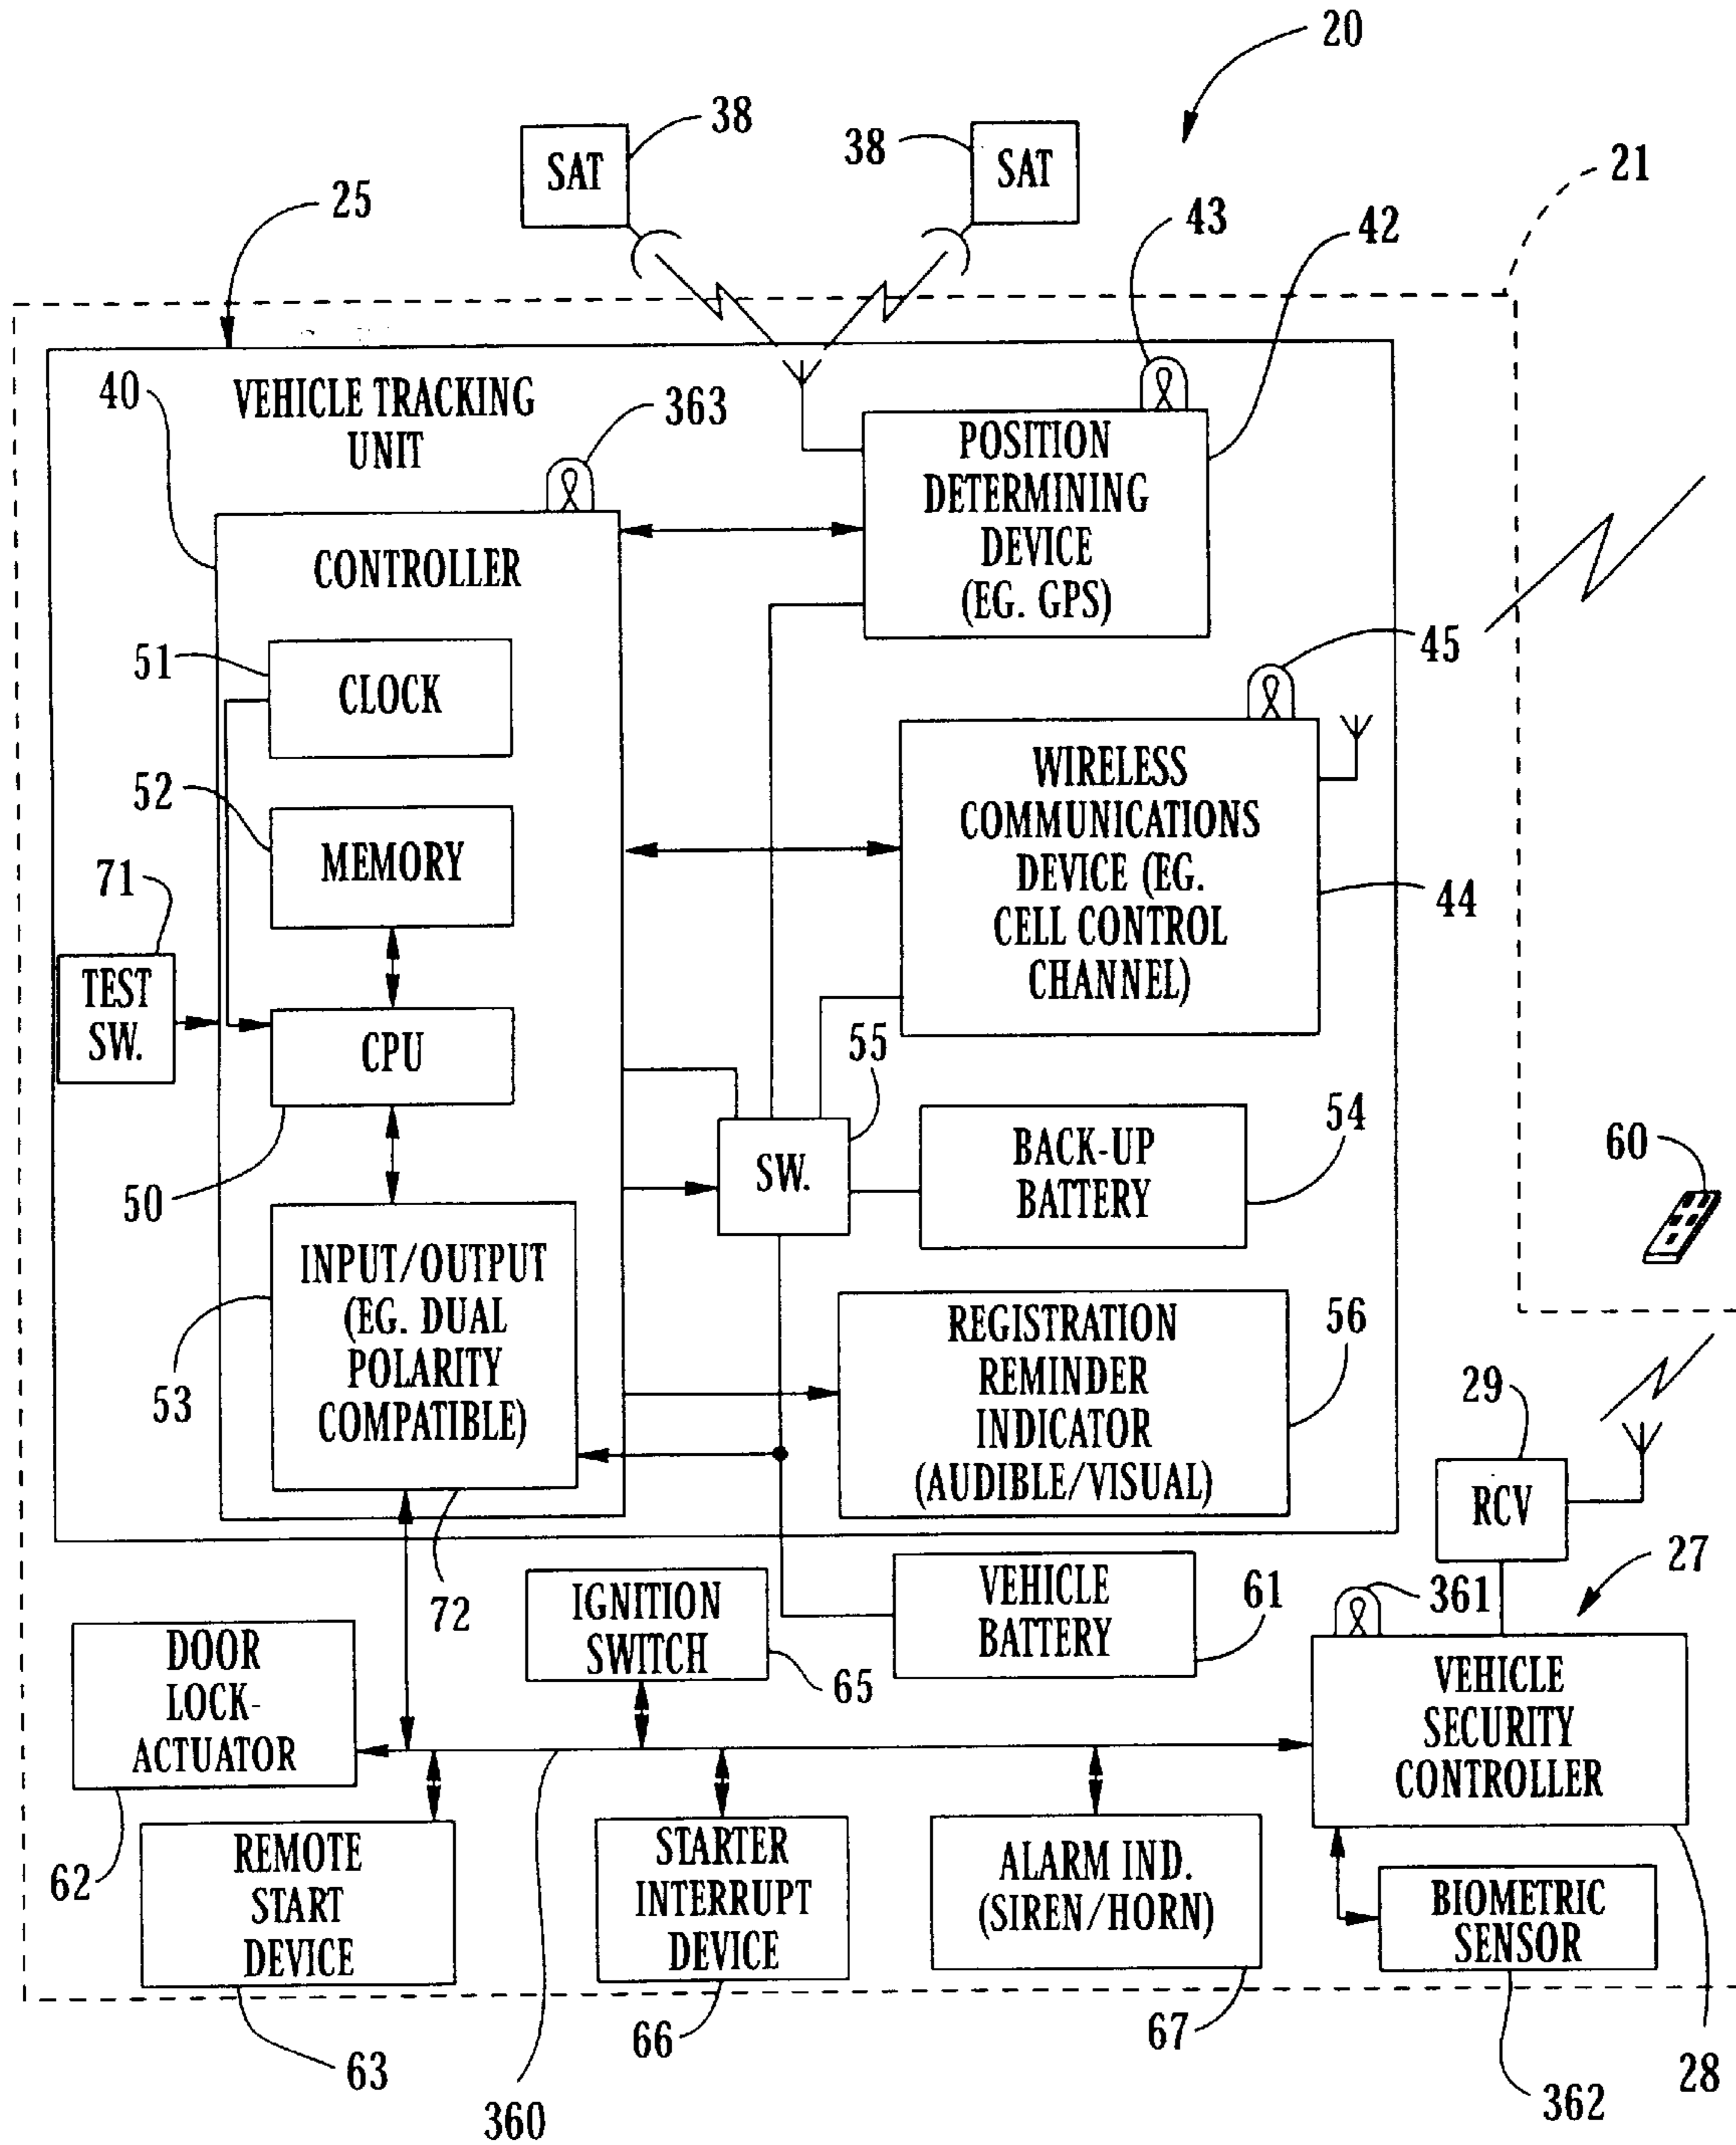 20
38
SAT
38
SAT
21
25
43
42
40
VEHICLE TRACKING
UNIT
363
POSITION
DETERMINING
DEVICE
(EG. GPS)
CONTROLLER
51
CLOCK
45
52
MEMORY
WIRELESS
COMMUNICATIONS
DEVICE (EG.
CELL CONTROL
CHANNEL)
44
71
TEST
SW.
CPU
50
55
SW.
BACK-UP
BATTERY
54
60
INPUT/OUTPUT
(EG. DUAL
POLARITY
COMPATIBLE)
53
REGISTRATION
REMINDER
INDICATOR
(AUDIBLE/VISUAL)
56
29
RCV
72
27
361
IGNITION
SWITCH
65
VEHICLE
BATTERY
61
DOOR
LOCK-
ACTUATOR
62
VEHICLE
SECURITY
CONTROLLER
REMOTE
START
DEVICE
63
STARTER
INTERRUPT
DEVICE
66
ALARM IND.
(SIREN/HORN)
67
BIOMETRIC
SENSOR
28
360
362